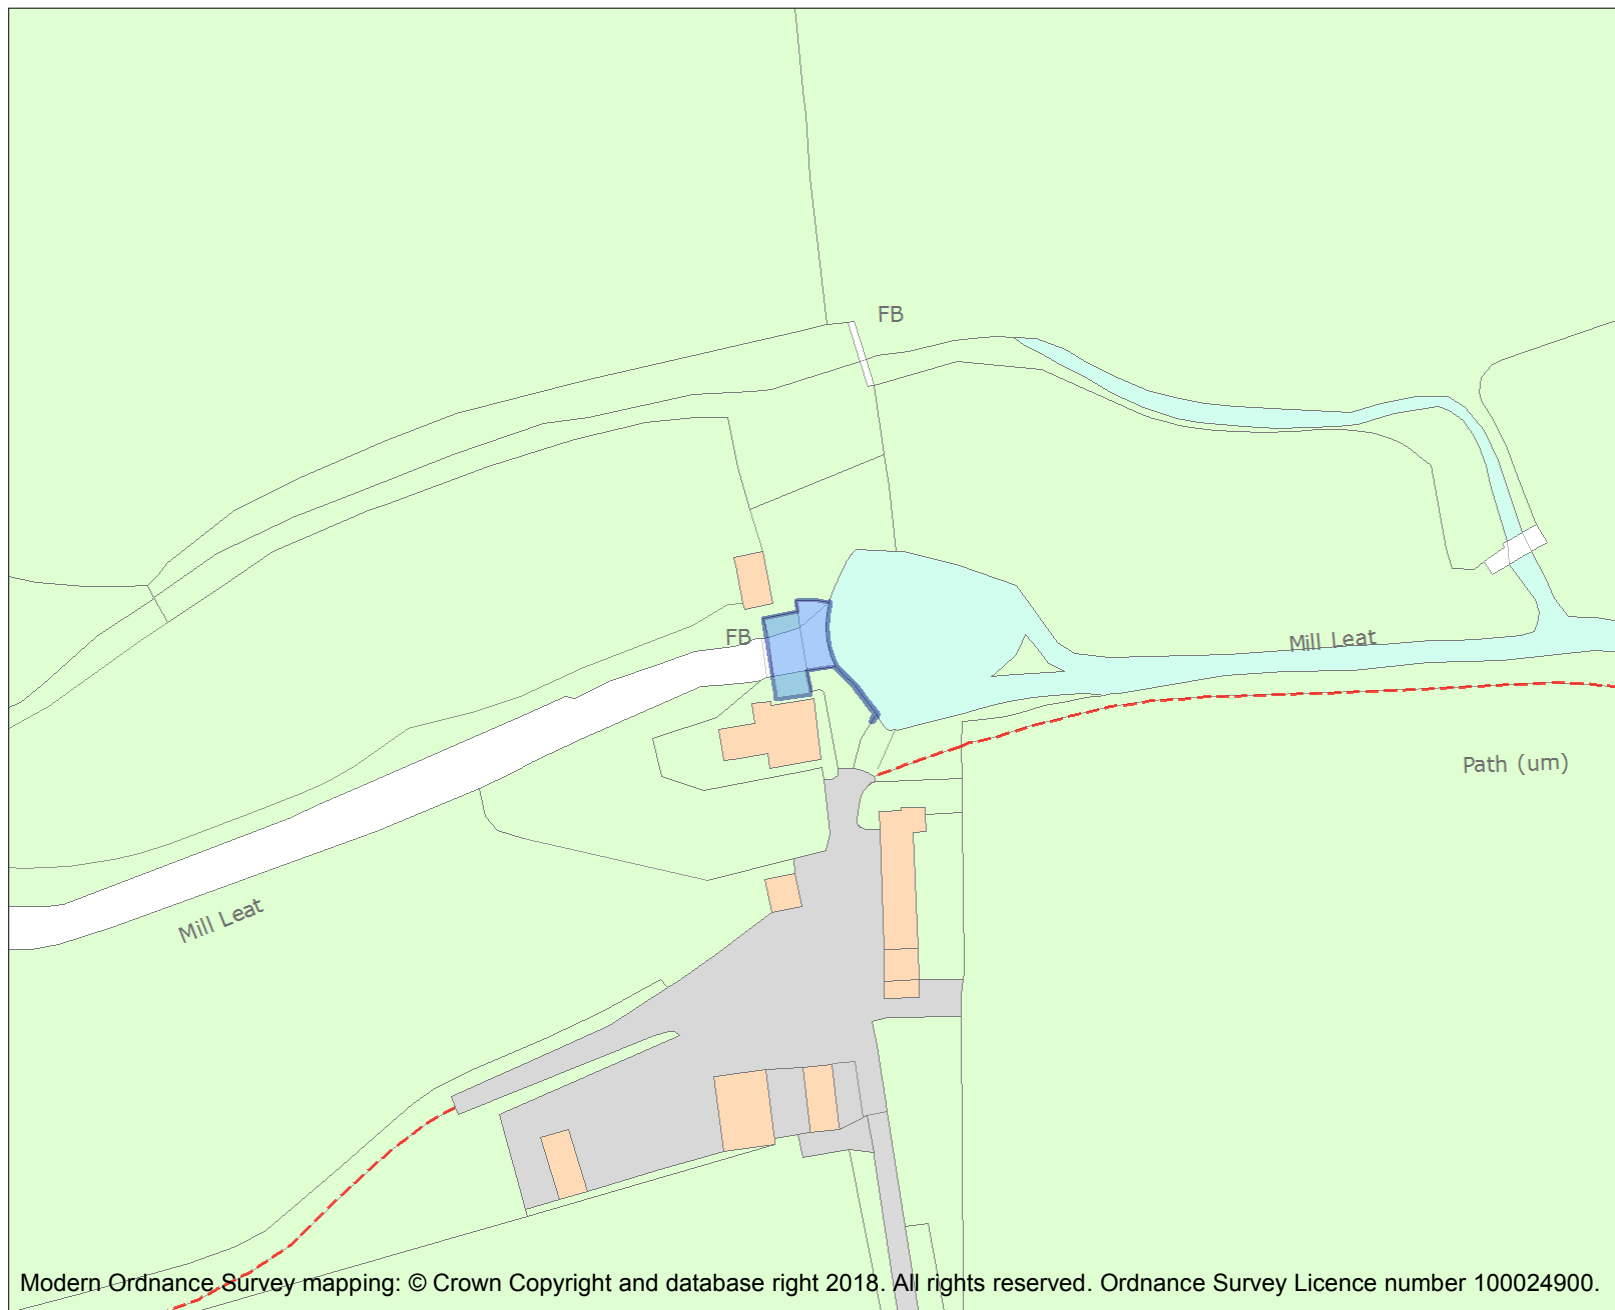 FB
FB
Mill Leat
Path (um)
Mill Leat
Modern Ordnance Survey mapping: © Crown Copyright and database right 2018. All rights reserved. Ordnance Survey Licence number 100024900.